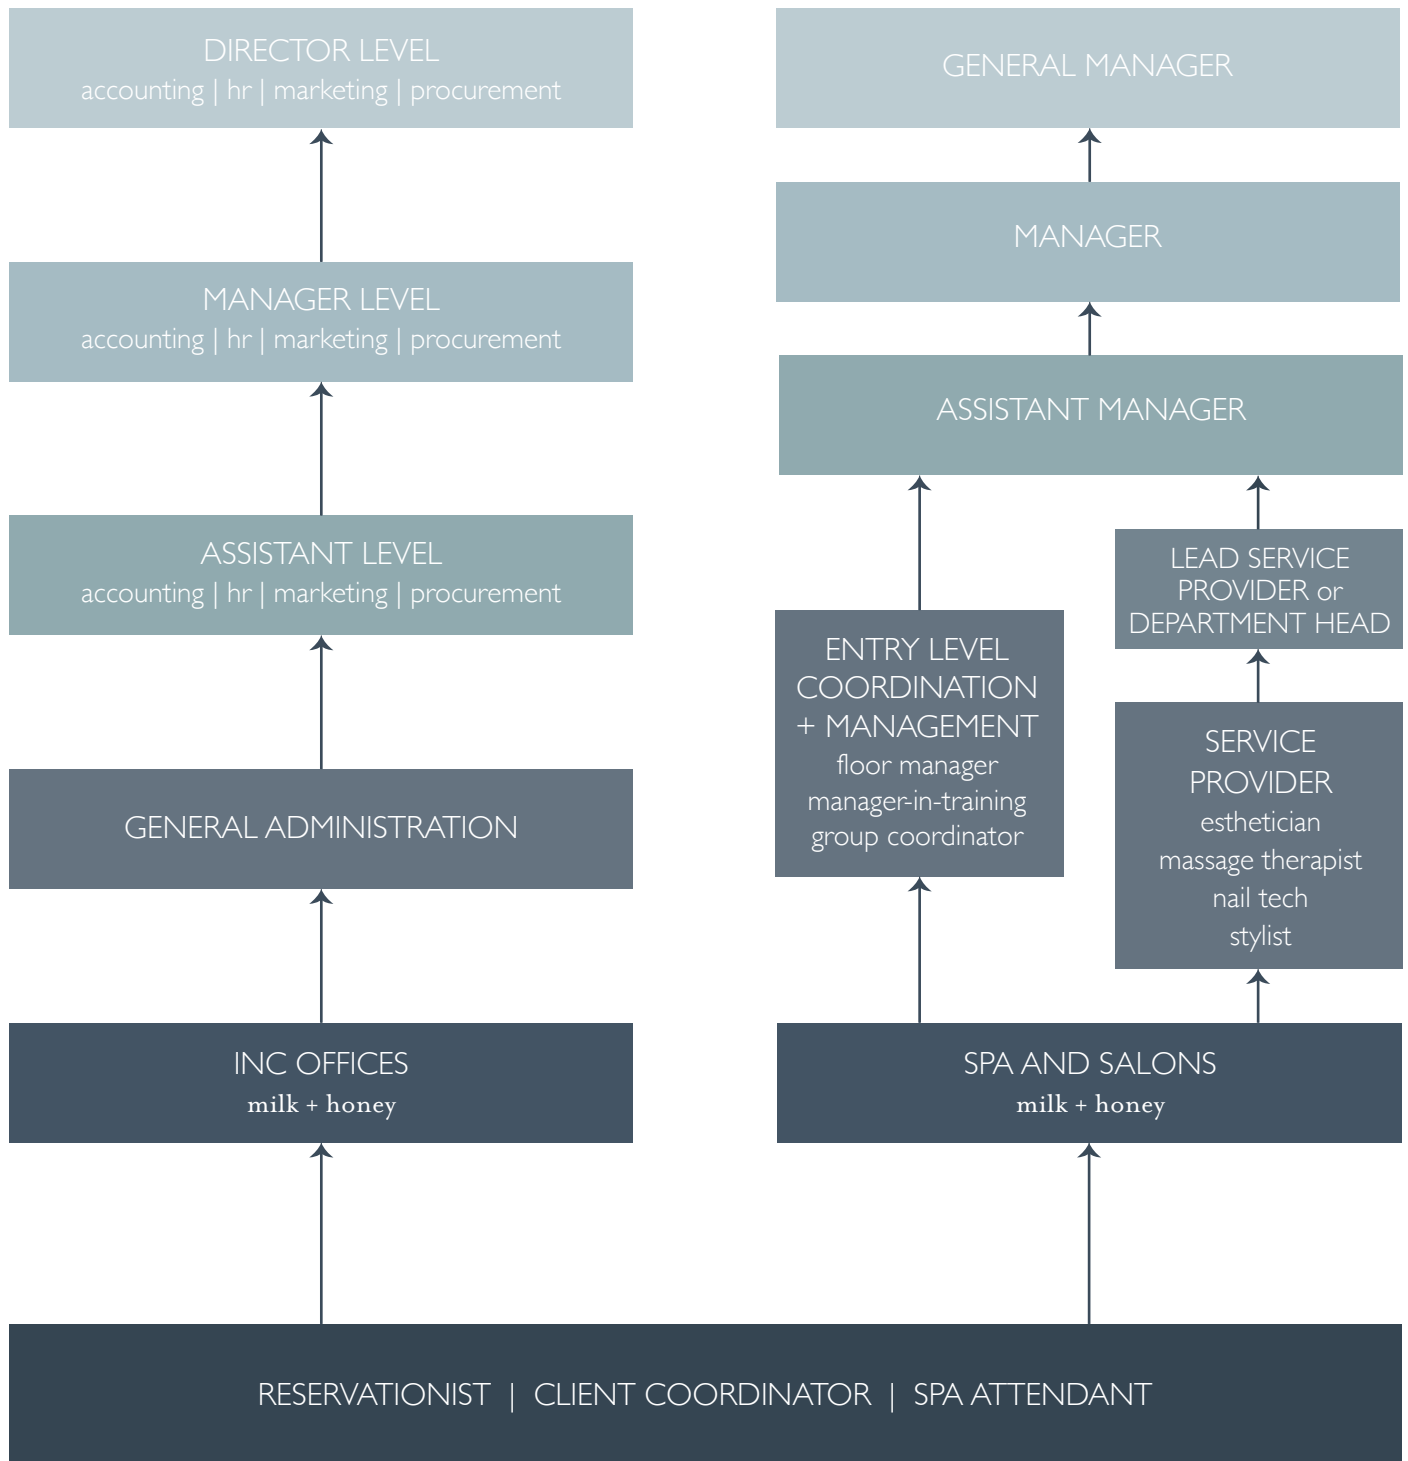 DIRECTOR LEVEL
accounting | hr | marketing | procurement
MANAGER LEVEL
accounting | hr | marketing | procurement
ASSISTANT LEVEL
accounting | hr | marketing | procurement
GENERAL ADMINISTRATION
INC OFFICES
milk + honey
GENERAL MANAGER
MANAGER
ASSISTANT MANAGER
ENTRY LEVEL
COORDINATION
+ MANAGEMENT
floor manager
manager-in-training
group coordinator
LEAD SERVICE
PROVIDER or
DEPARTMENT HEAD
SERVICE
PROVIDER
esthetician
massage therapist
nail tech
stylist
SPA AND SALONS
milk + honey
RESERVATIONIST | CLIENT COORDINATOR | SPA ATTENDANT